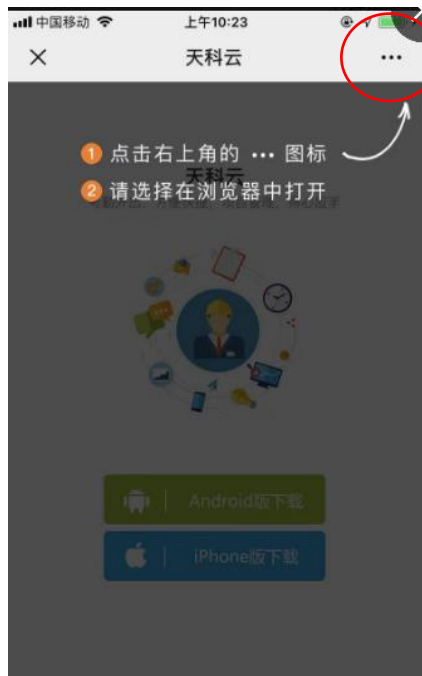 中国移动 上午10:23
天科云
1 点击右上角的 ••• 图标
天科云
2 请选择在浏览器中打开
Android版下载
iPhone版下载